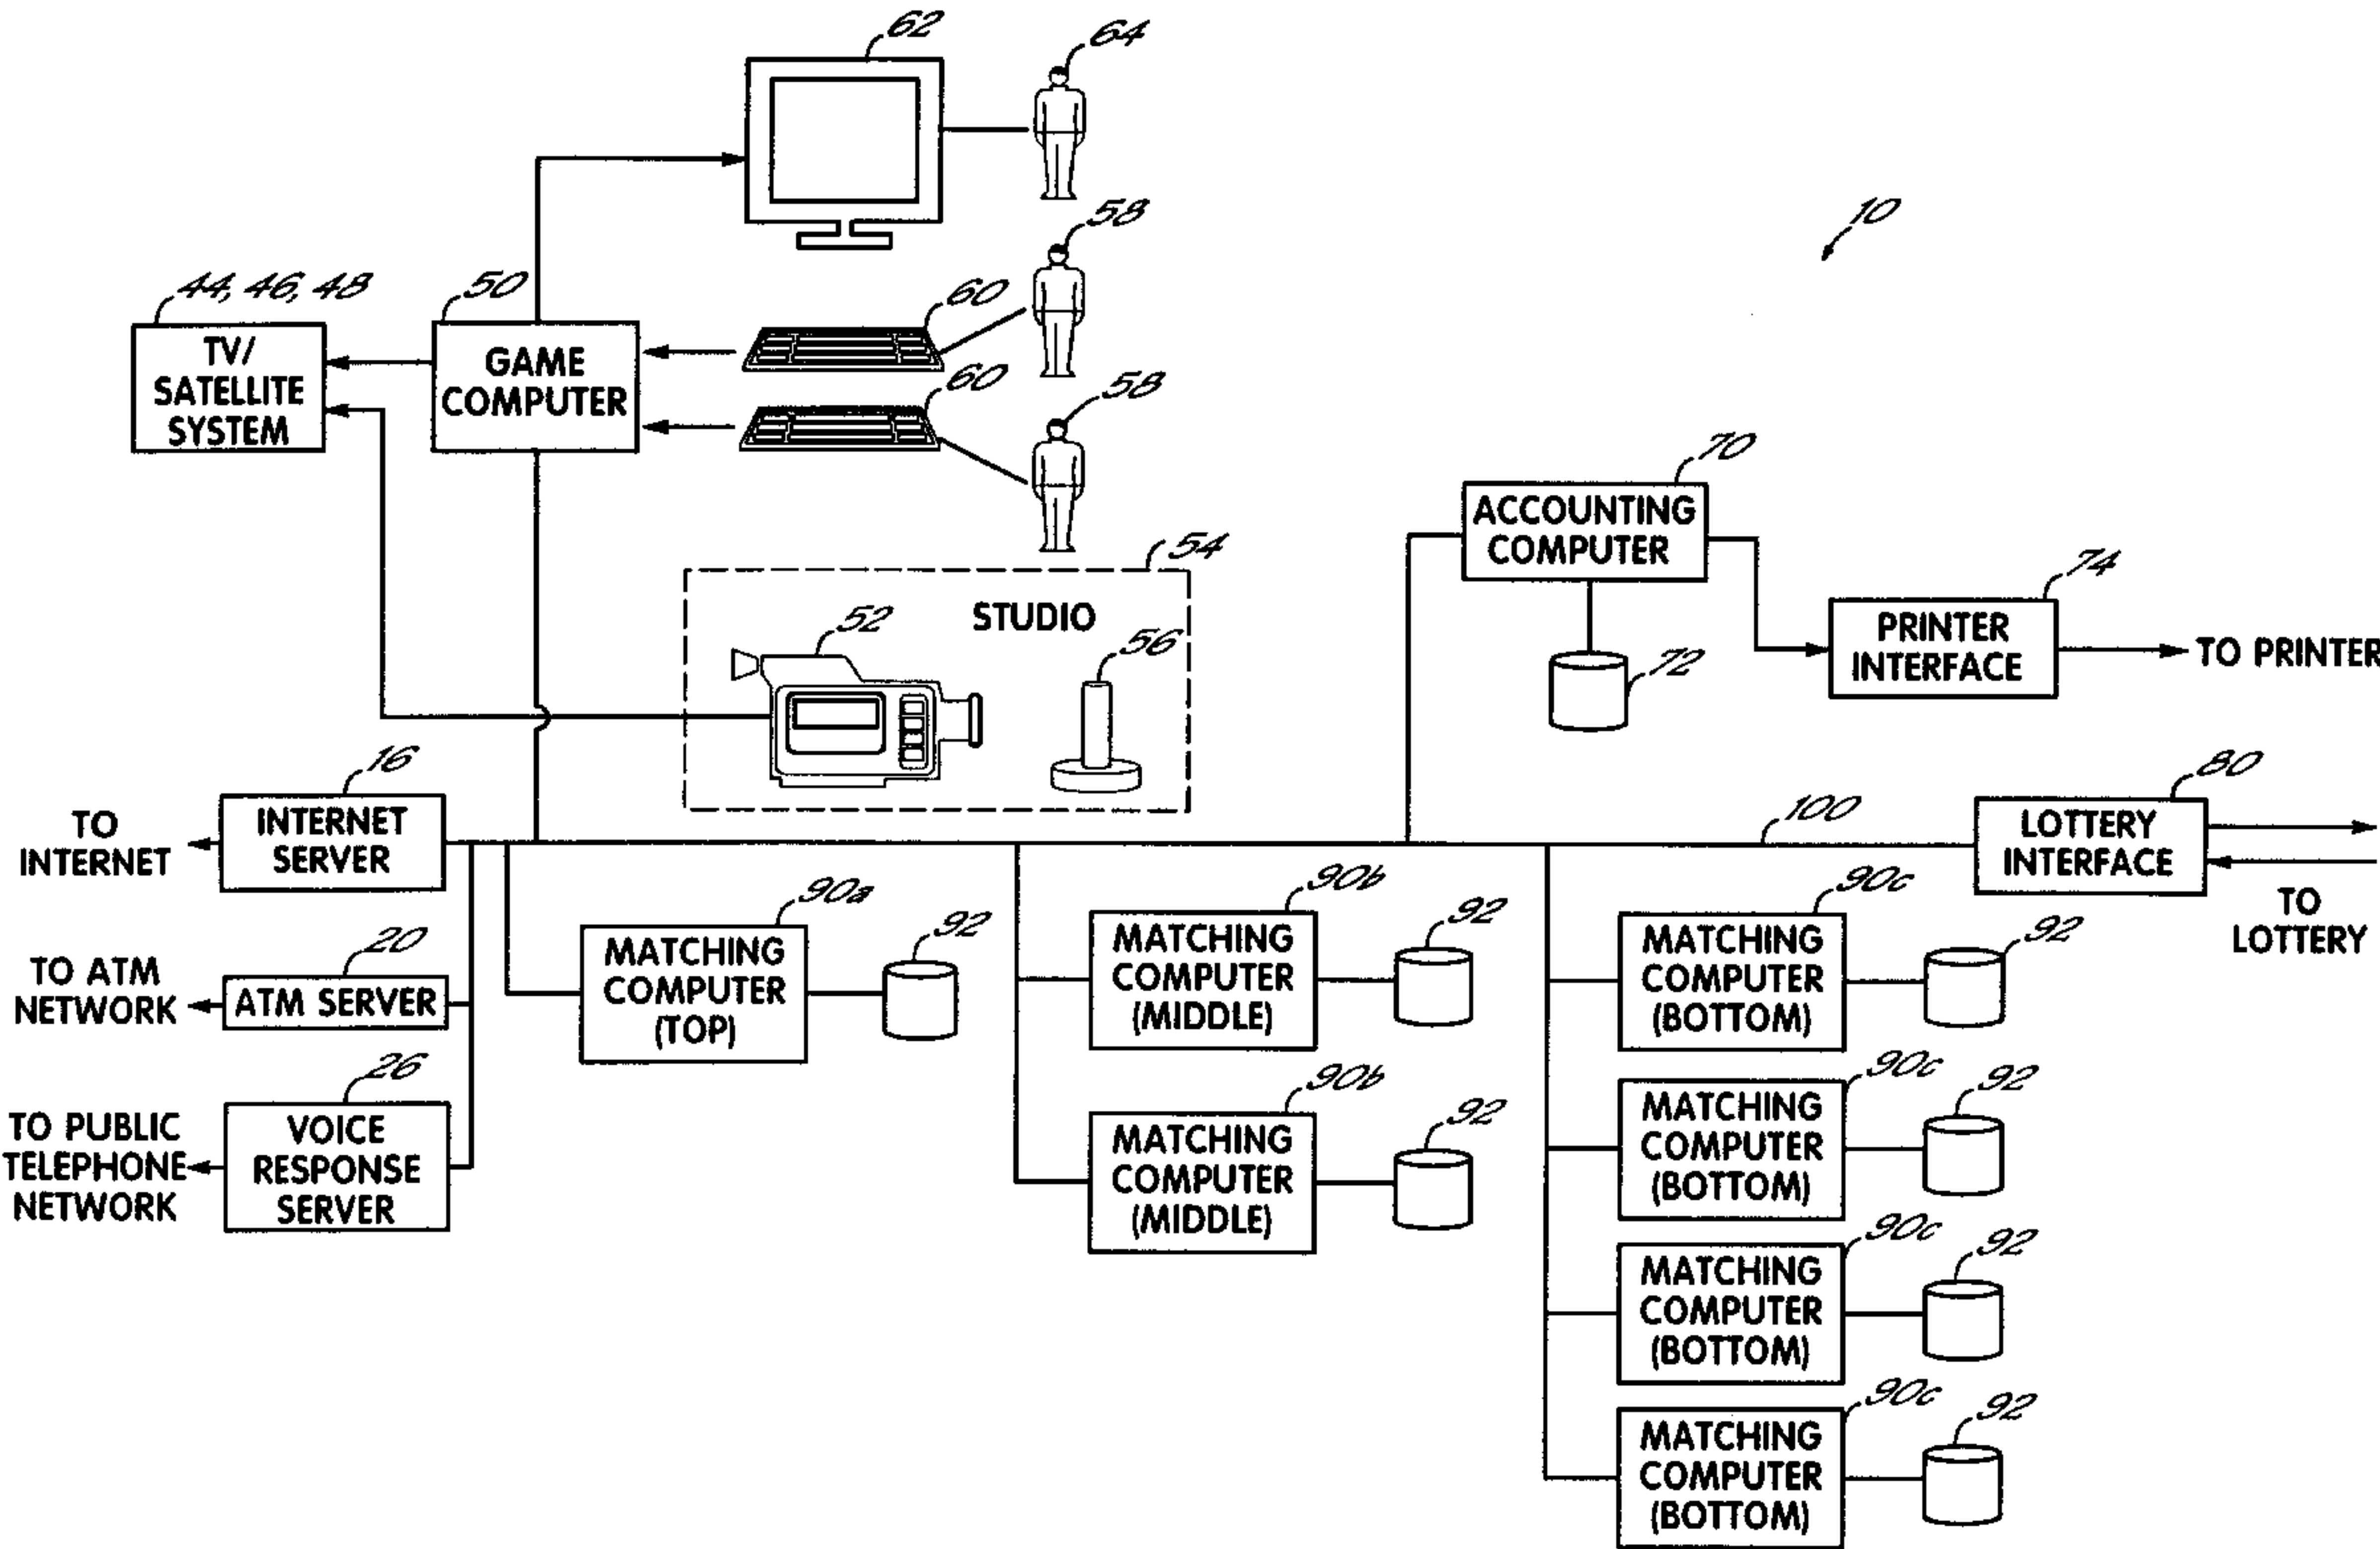 62
64
10
58
44, 46, 48
50
60
TV/
SATELLITE
SYSTEM
GAME
COMPUTER
60
58
70
ACCOUNTING
COMPUTER
54
STUDIO
52
56
72
74
PRINTER
INTERFACE
TO PRINTER
16
TO
INTERNET
INTERNET
SERVER
100
80
LOTTERY
INTERFACE
TO
LOTTERY
20
TO ATM
NETWORK
ATM SERVER
26
TO PUBLIC
TELEPHONE
NETWORK
VOICE
RESPONSE
SERVER
90a
MATCHING
COMPUTER
(TOP)
92
90b
MATCHING
COMPUTER
(MIDDLE)
92
90b
MATCHING
COMPUTER
(MIDDLE)
92
90c
MATCHING
COMPUTER
(BOTTOM)
92
90c
MATCHING
COMPUTER
(BOTTOM)
92
90c
MATCHING
COMPUTER
(BOTTOM)
92
90c
MATCHING
COMPUTER
(BOTTOM)
92